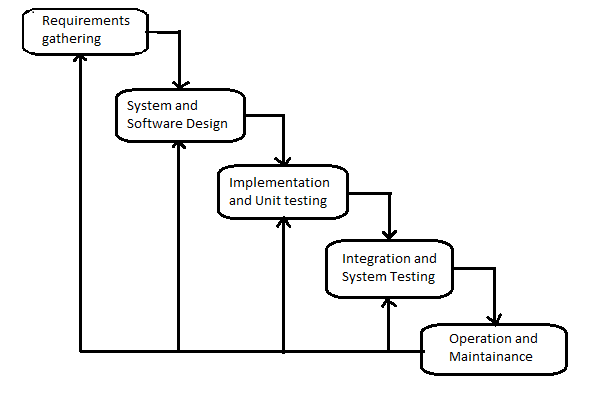 Requirements
gathering
System and
Software Design
Implementation
and Unit testing
Integration and
System Testing
Operation and
Maintainance